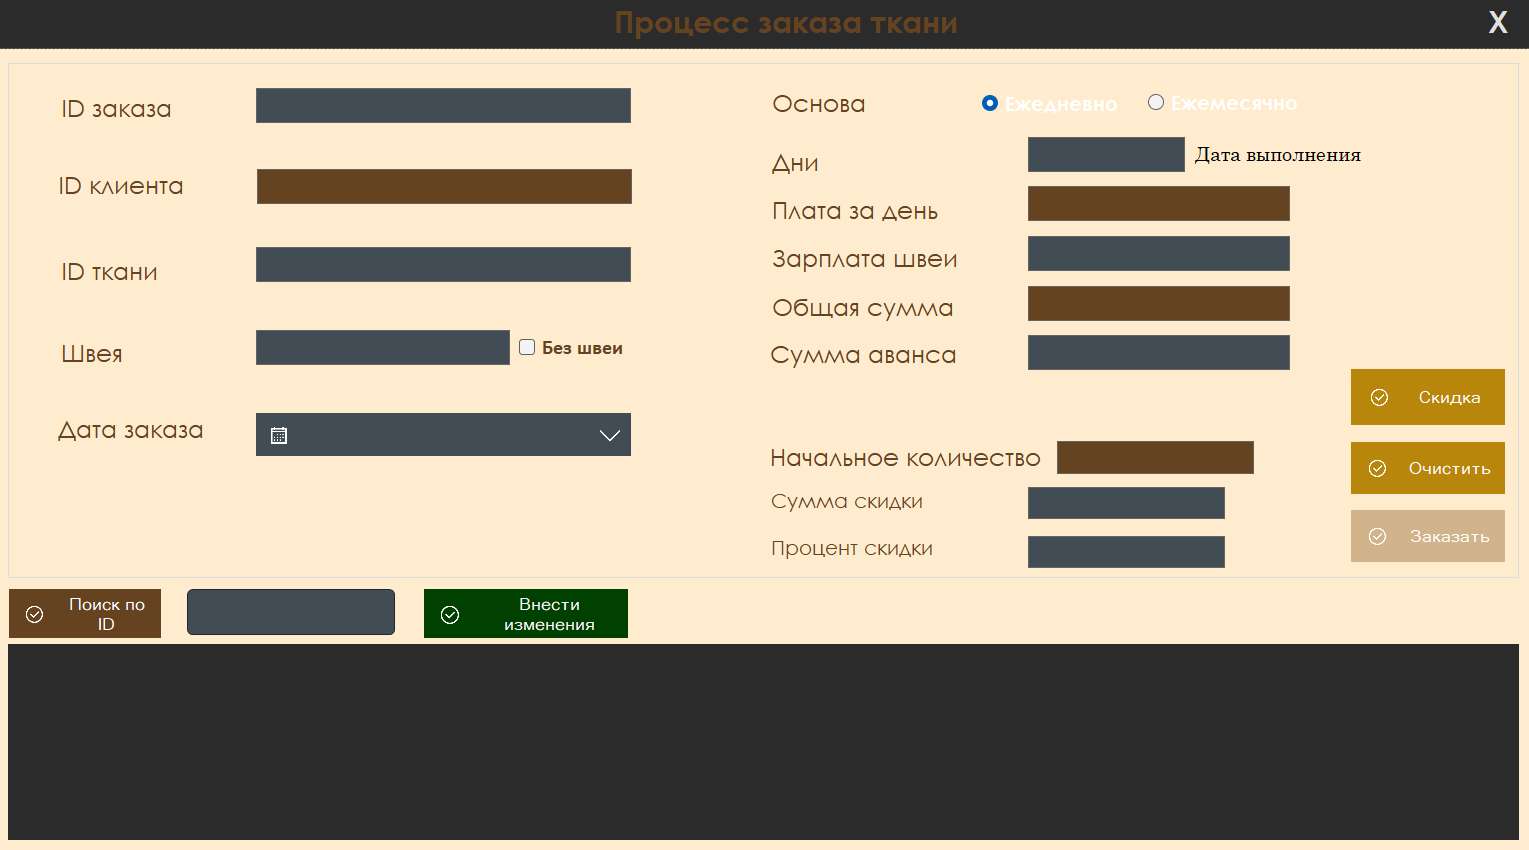 Процесс заказа ткани
X
ID заказа
ID клиента
ID ткани
Швея
Без швеи
Дата заказа
Основа
Ежедневно
Ежемесячно
Дни
Дата выполнения
Плата за день
Зарплата швеи
Общая сумма
Сумма аванса
Начальное количество
Сумма скидки
Процент скидки
Скидка
Очистить
Заказать
Поиск по
ID
Внести
изменения